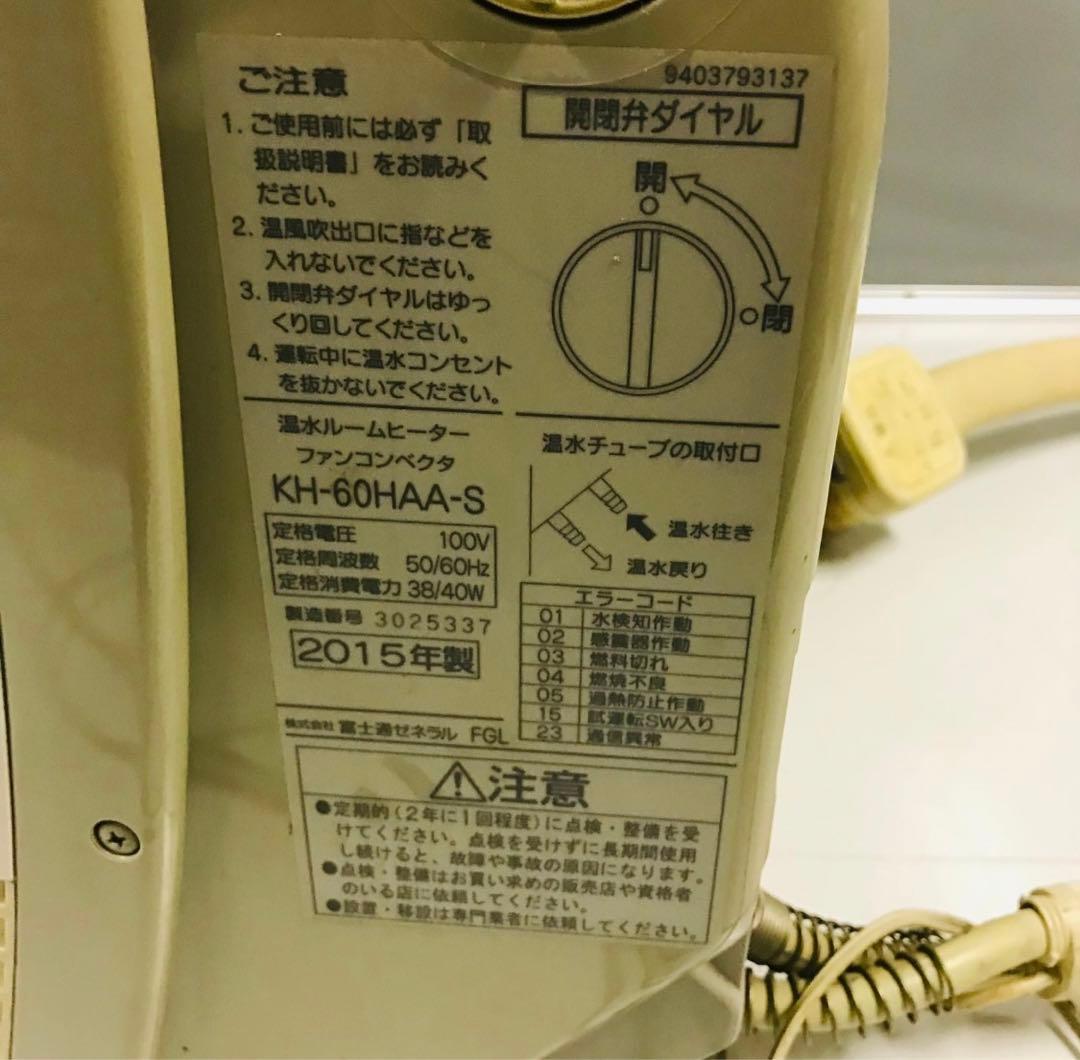 ご注意
1. ご使用前には必ず「取
扱説明書」をお読みく
ださい。
2. 温風吹出口に指などを
入れないでください。
3. 開閉弁ダイヤルはゆっ
くり回してください。
4. 運転中に温水コンセント
を抜かないでください。
9403793137
開閉弁ダイヤル
開
閉
温水ルームヒーター
ファンコンベクタ
KH-60HAA-S
定格電圧 100V
定格周波数 50/60Hz
定格消費電力 38/40W
製造番号 3025337
2015年製
株式会社 富士通ゼネラル FGL
温水チューブの取付口
温水往き
温水戻り
エラーコード
01 水検知作動
02 感震器作動
03 燃料切れ
04 燃焼不良
05 過熱防止作動
15 試運転SW入り
23 通信異常
⚠注意
●定期的(2年に1回程度)に点検・整備を受
けてください。点検を受けずに長期間使用
し続けると、故障や事故の原因になります。
●点検・整備はお買い求めの販売店や資格者
のいる店に依頼してください。
●設置・移設は専門業者に依頼してください。